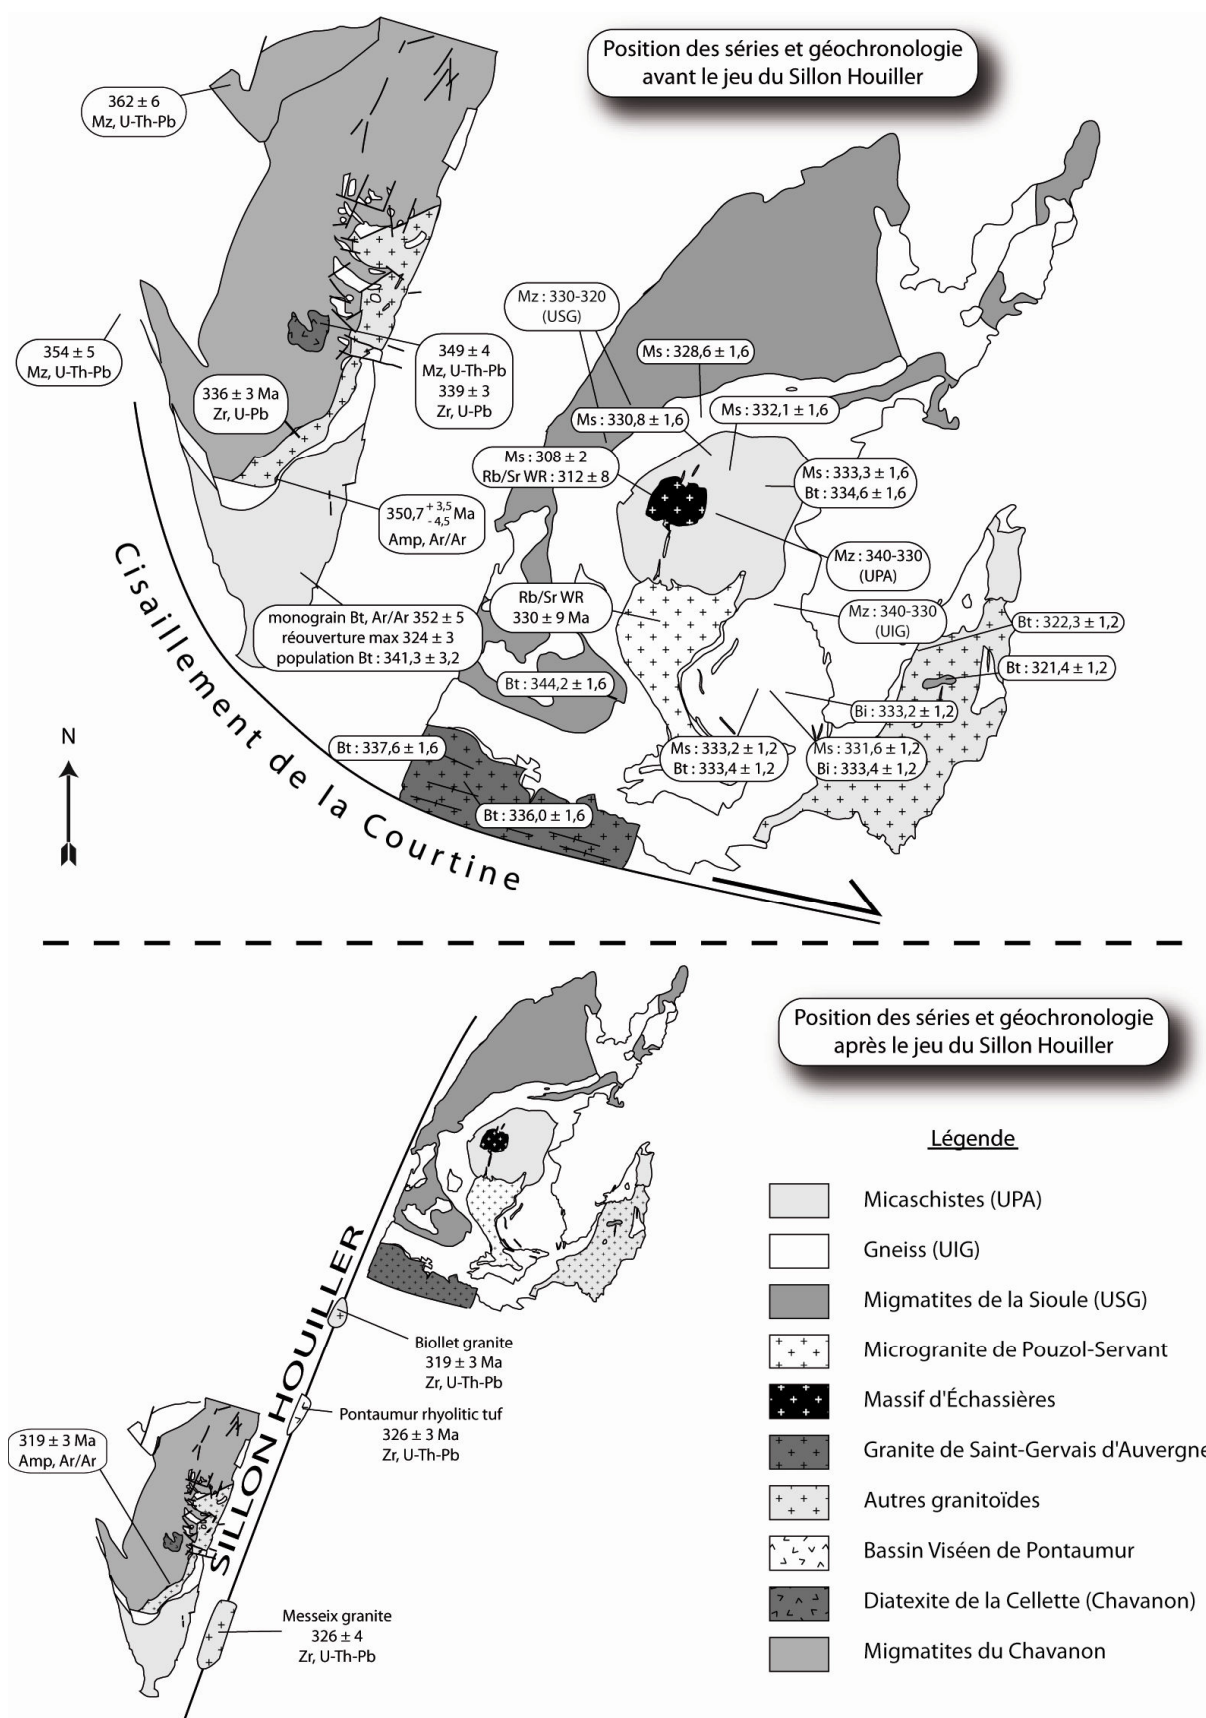 Position des séries et géochronologie
avant le jeu du Sillon Houiller
362 ± 6
Mz, U-Th-Pb
354 ± 5
Mz, U-Th-Pb
349 ± 4
Mz, U-Th-Pb
339 ± 3
Zr, U-Pb
336 ± 3 Ma
Zr, U-Pb
350,7 + 3,5 - 4,5 Ma
Amp, Ar/Ar
monograin Bt, Ar/Ar 352 ± 5
réouverture max 324 ± 3
population Bt : 341,3 ± 3,2
Mz : 330-320
(USG)
Ms : 328,6 ± 1,6
Ms : 330,8 ± 1,6
Ms : 332,1 ± 1,6
Ms : 308 ± 2
Rb/Sr WR : 312 ± 8
Ms : 333,3 ± 1,6
Bt : 334,6 ± 1,6
Mz : 340-330
(UPA)
Rb/Sr WR
330 ± 9 Ma
Mz : 340-330
(UIG)
Bt : 322,3 ± 1,2
Bt : 321,4 ± 1,2
Bt : 344,2 ± 1,6
Bi : 333,2 ± 1,2
Bt : 337,6 ± 1,6
Ms : 333,2 ± 1,2
Bt : 333,4 ± 1,2
Ms : 331,6 ± 1,2
Bi : 333,4 ± 1,2
Bt : 336,0 ± 1,6
Cisaillement de la Courtine
N
Position des séries et géochronologie
après le jeu du Sillon Houiller
SILLON HOUILLER
Biollet granite
319 ± 3 Ma
Zr, U-Th-Pb
Pontaumur rhyolitic tuf
326 ± 3 Ma
Zr, U-Th-Pb
319 ± 3 Ma
Amp, Ar/Ar
Messeix granite
326 ± 4
Zr, U-Th-Pb
Légende
Micaschistes (UPA)
Gneiss (UIG)
Migmatites de la Sioule (USG)
Microgranite de Pouzol-Servant
Massif d'Échassières
Granite de Saint-Gervais d'Auvergne
Autres granitoïdes
Bassin Viséen de Pontaumur
Diatexite de la Cellette (Chavanon)
Migmatites du Chavanon